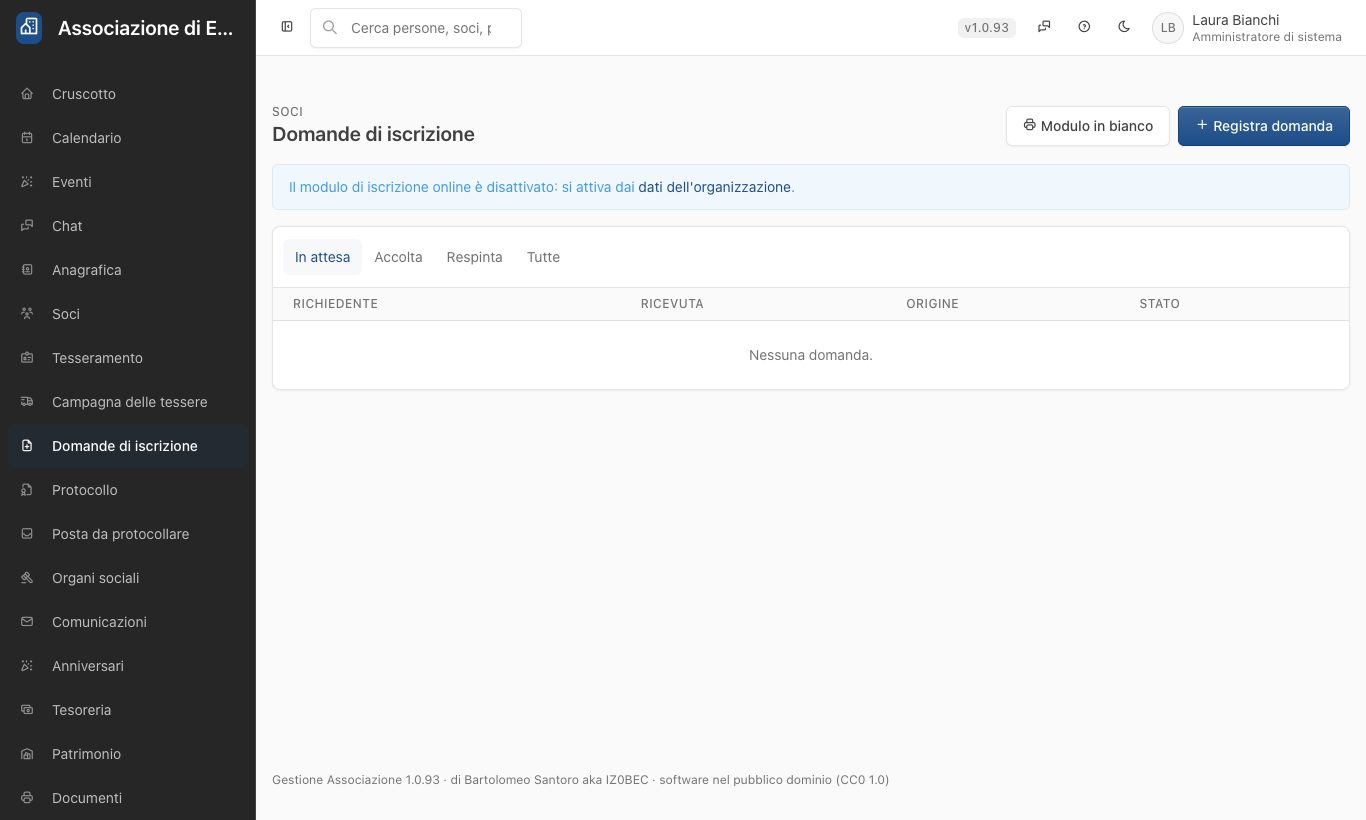 Associazione di E...
Cerca persone, soci, p
v1.0.93
LB
Laura Bianchi
Amministratore di sistema
Cruscotto
Calendario
Eventi
Chat
Anagrafica
Soci
Tesseramento
Campagna delle tessere
Domande di iscrizione
Protocollo
Posta da protocollare
Organi sociali
Comunicazioni
Anniversari
Tesoreria
Patrimonio
Documenti
SOCI
Domande di iscrizione
Modulo in bianco
+ Registra domanda
Il modulo di iscrizione online è disattivato: si attiva dai dati dell'organizzazione.
In attesa Accolta Respinta Tutte
RICHIEDENTE RICEVUTA ORIGINE STATO
Nessuna domanda.
Gestione Associazione 1.0.93 · di Bartolomeo Santoro aka IZ0BEC · software nel pubblico dominio (CC0 1.0)